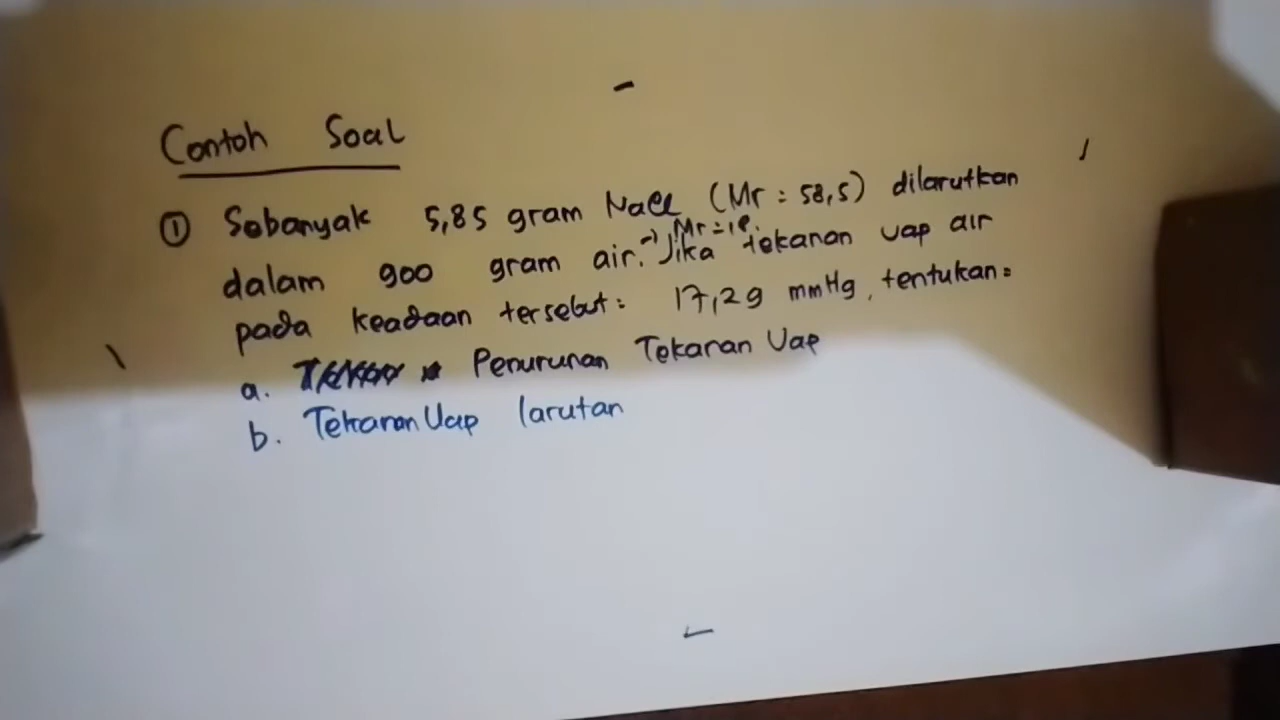 Contoh Soal
① Sebanyak 5,85 gram NaCl (Mr = 58,5) dilarutkan
dalam 900 gram air. → Mr = 18. Jika tekanan uap air
pada keadaan tersebut = 17,29 mmHg, tentukan =
a. Penurunan Tekanan Uap
b. Tekanan Uap larutan